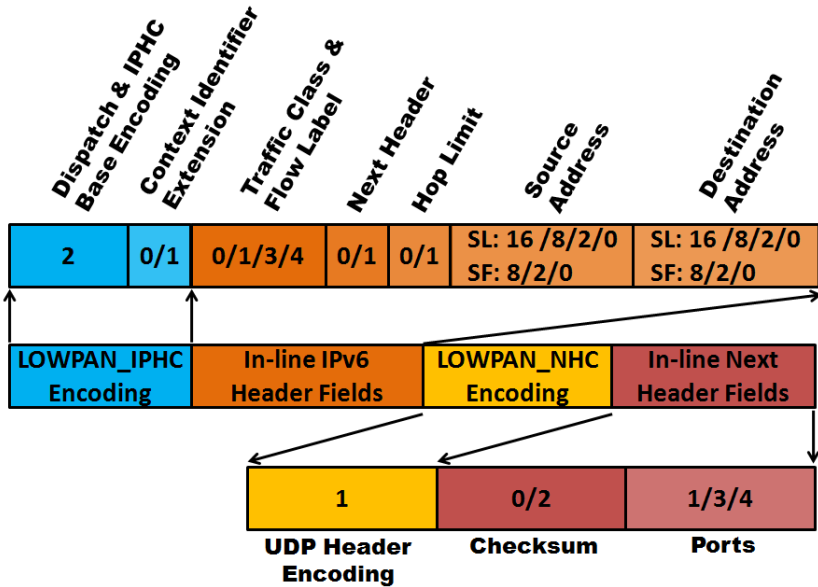 Dispatch & IPHC
Base Encoding
Context Identifier
Extension
Traffic Class &
Flow Label
Next Header
Hop Limit
Source
Address
Destination
Address
2
0/1
0/1/3/4
0/1
0/1
SL: 16 /8/2/0
SF: 8/2/0
SL: 16 /8/2/0
SF: 8/2/0
LOWPAN_IPHC
Encoding
In-line IPv6
Header Fields
LOWPAN_NHC
Encoding
In-line Next
Header Fields
1
0/2
1/3/4
UDP Header
Encoding
Checksum
Ports